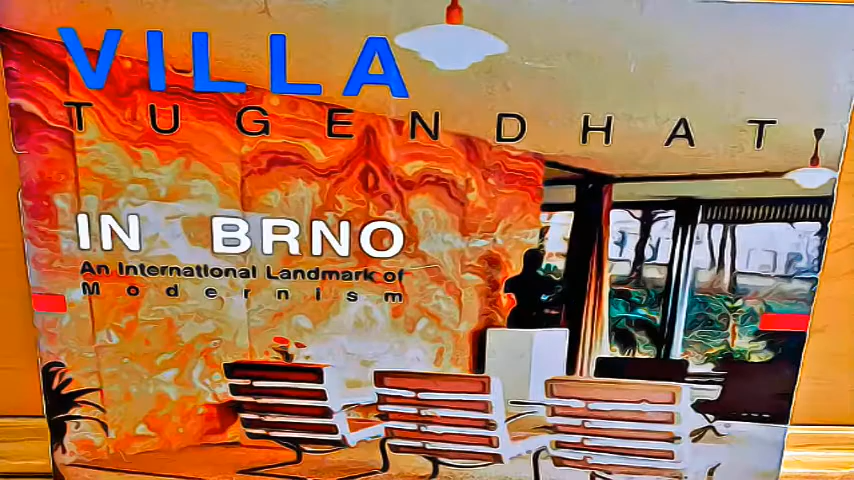 VILLA
TUGENDHAT
IN BRNO
An International Landmark of
Modernism